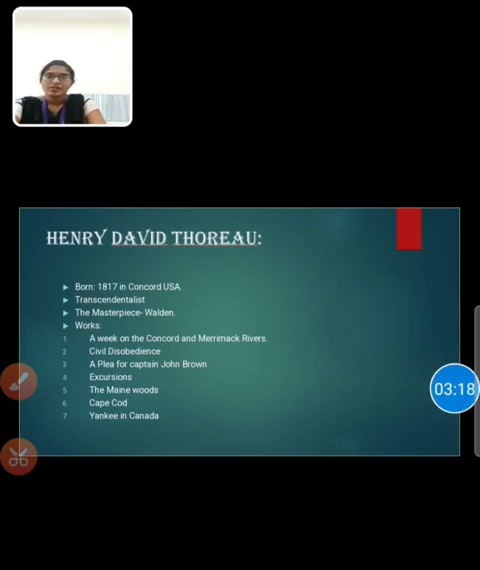 HENRY DAVID THOREAU:
Born: 1817 in Concord USA.
Transcendentalist
The Masterpiece- Walden.
Works:
1. A week on the Concord and Merrimack Rivers.
2. Civil Disobedience
3. A Plea for captain John Brown
4. Excursions
5. The Maine woods
6. Cape Cod
7. Yankee in Canada
03:18